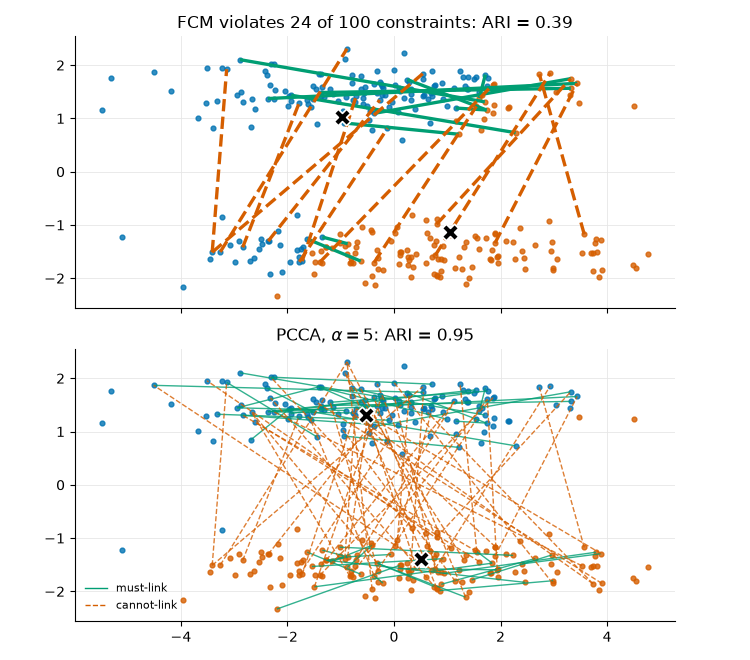 FCM violates 24 of 100 constraints: ARI = 0.39
2
1
0
−1
−2
PCCA, α = 5: ARI = 0.95
2
1
0
−1
−2
must-link
cannot-link
−4 −2 0 2 4